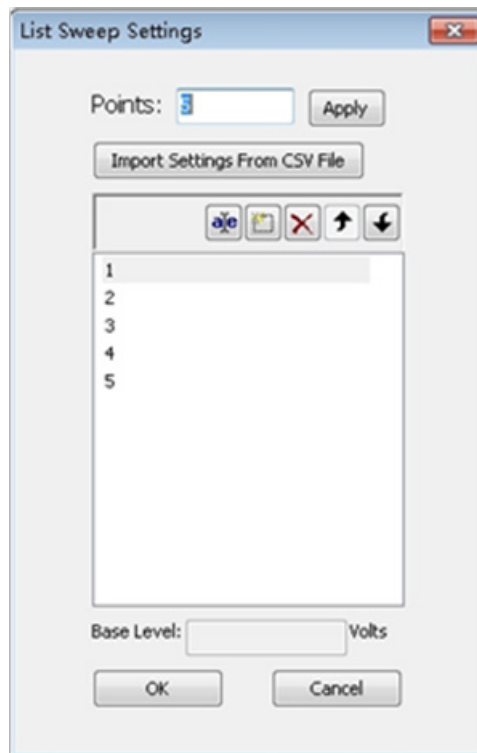 List Sweep Settings
Points: 5 Apply
Import Settings From CSV File
a|e
1
2
3
4
5
Base Level: Volts
OK Cancel